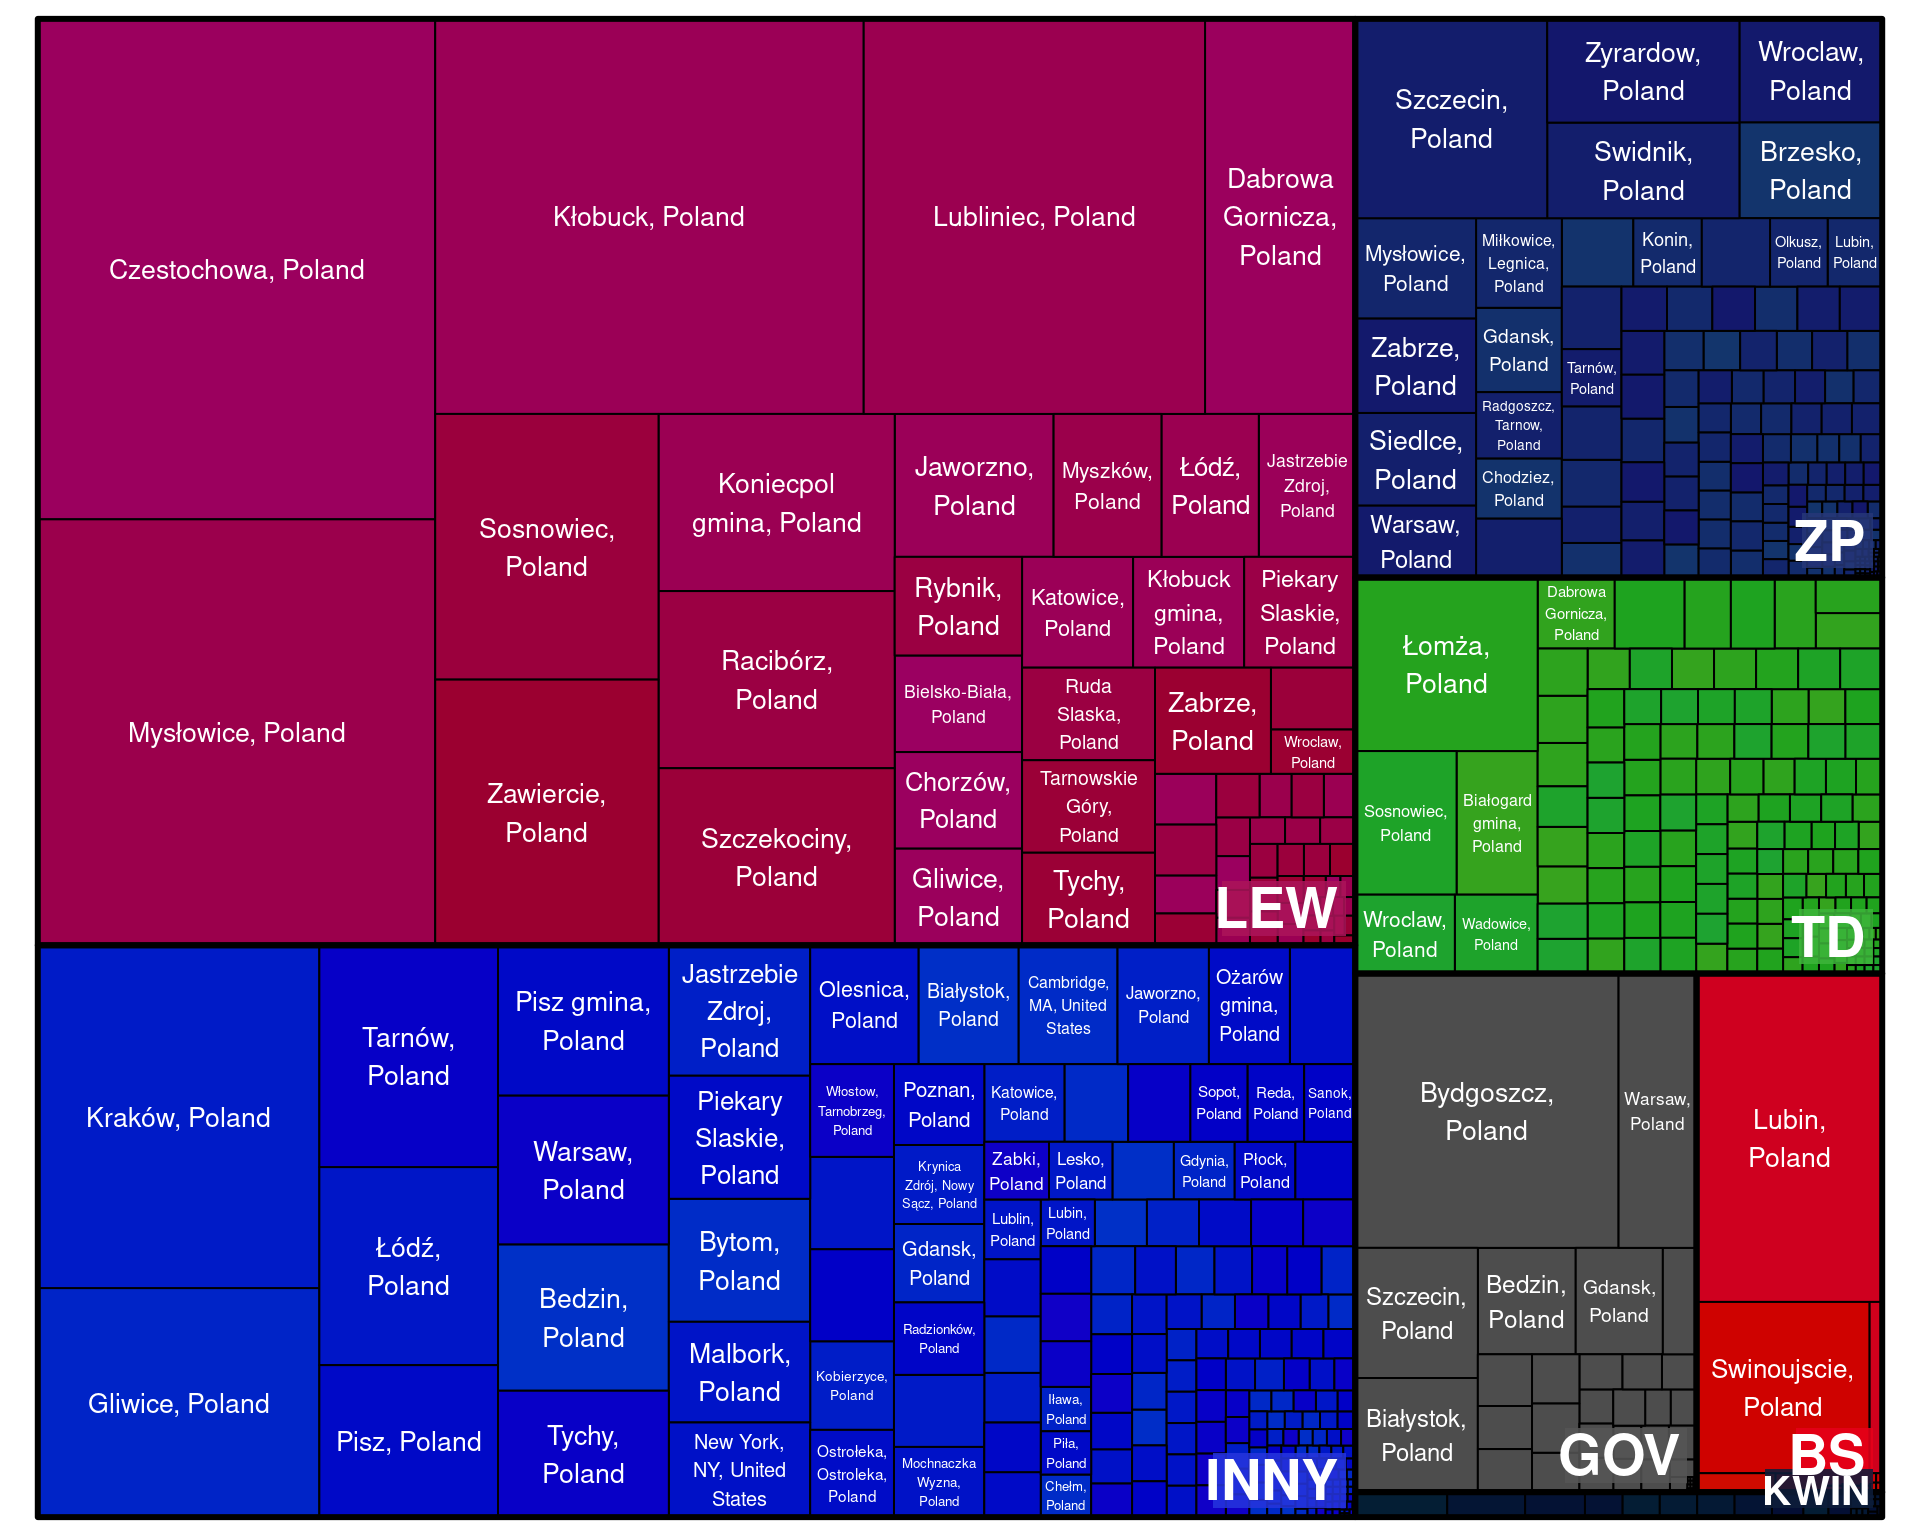 Czestochowa, Poland
Mysłowice, Poland
Kłobuck, Poland
Lubliniec, Poland
Dabrowa
Gornicza,
Poland
Sosnowiec,
Poland
Zawiercie,
Poland
Koniecpol
gmina, Poland
Racibórz,
Poland
Szczekociny,
Poland
Jaworzno,
Poland
Myszków,
Poland
Łódź,
Poland
Jastrzebie
Zdroj,
Poland
Rybnik,
Poland
Bielsko-Biała,
Poland
Chorzów,
Poland
Gliwice,
Poland
Katowice,
Poland
Kłobuck
gmina,
Poland
Piekary
Slaskie,
Poland
Ruda
Slaska,
Poland
Tarnowskie
Góry,
Poland
Tychy,
Poland
Zabrze,
Poland
Wroclaw,
Poland
LEW
Kraków, Poland
Gliwice, Poland
Tarnów,
Poland
Łódź,
Poland
Pisz, Poland
Pisz gmina,
Poland
Warsaw,
Poland
Bedzin,
Poland
Tychy,
Poland
Jastrzebie
Zdroj,
Poland
Piekary
Slaskie,
Poland
Bytom,
Poland
Malbork,
Poland
New York,
NY, United
States
Olesnica,
Poland
Białystok,
Poland
Cambridge,
MA, United
States
Jaworzno,
Poland
Ożarów
gmina,
Poland
Włostow,
Tarnobrzeg,
Poland
Kobierzyce,
Poland
Ostrołeka,
Ostroleka,
Poland
Poznan,
Poland
Krynica
Zdrój, Nowy
Sącz, Poland
Gdansk,
Poland
Radzionków,
Poland
Mochnaczka
Wyzna,
Poland
Katowice,
Poland
Sopot,
Poland
Reda,
Poland
Sanok,
Poland
Zabki,
Poland
Lesko,
Poland
Gdynia,
Poland
Płock,
Poland
Lublin,
Poland
Lubin,
Poland
Iława,
Poland
Piła,
Poland
Chełm,
Poland
INNY
Szczecin,
Poland
Zyrardow,
Poland
Wroclaw,
Poland
Swidnik,
Poland
Brzesko,
Poland
Mysłowice,
Poland
Zabrze,
Poland
Siedlce,
Poland
Warsaw,
Poland
Miłkowice,
Legnica,
Poland
Gdansk,
Poland
Radgoszcz,
Tarnow,
Poland
Chodziez,
Poland
Konin,
Poland
Olkusz,
Poland
Lubin,
Poland
Tarnów,
Poland
ZP
Łomża,
Poland
Sosnowiec,
Poland
Białogard
gmina,
Poland
Wroclaw,
Poland
Wadowice,
Poland
Dabrowa
Gornicza,
Poland
TD
Bydgoszcz,
Poland
Warsaw,
Poland
Szczecin,
Poland
Białystok,
Poland
Bedzin,
Poland
Gdansk,
Poland
GOV
Lubin,
Poland
Swinoujscie,
Poland
BS
KWIN